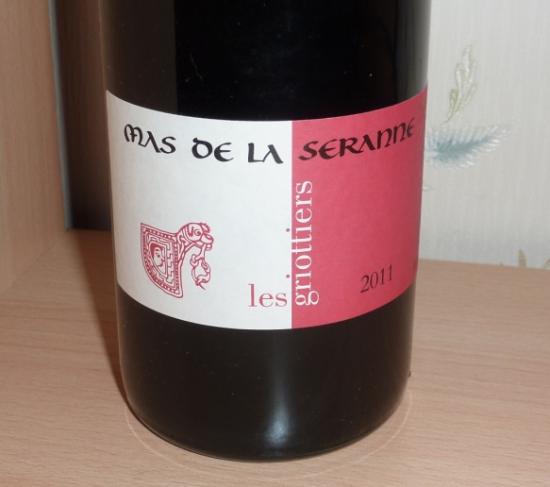 MAS DE LA SERANNE
les griottiers
2011